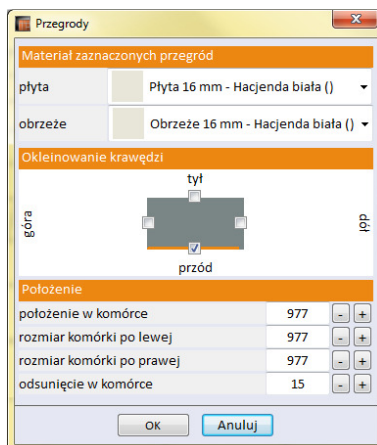 Przegrody
Materiał zaznaczonych przegród
płyta Płyta 16 mm - Hacjenda biała ()
obrzeże Obrzeże 16 mm - Hacjenda biała ()
Okleinowanie krawędzi
tył
góra
dół
przód
Położenie
położenie w komórce 977 - +
rozmiar komórki po lewej 977 - +
rozmiar komórki po prawej 977 - +
odsunięcie w komórce 15 - +
OK Anuluj